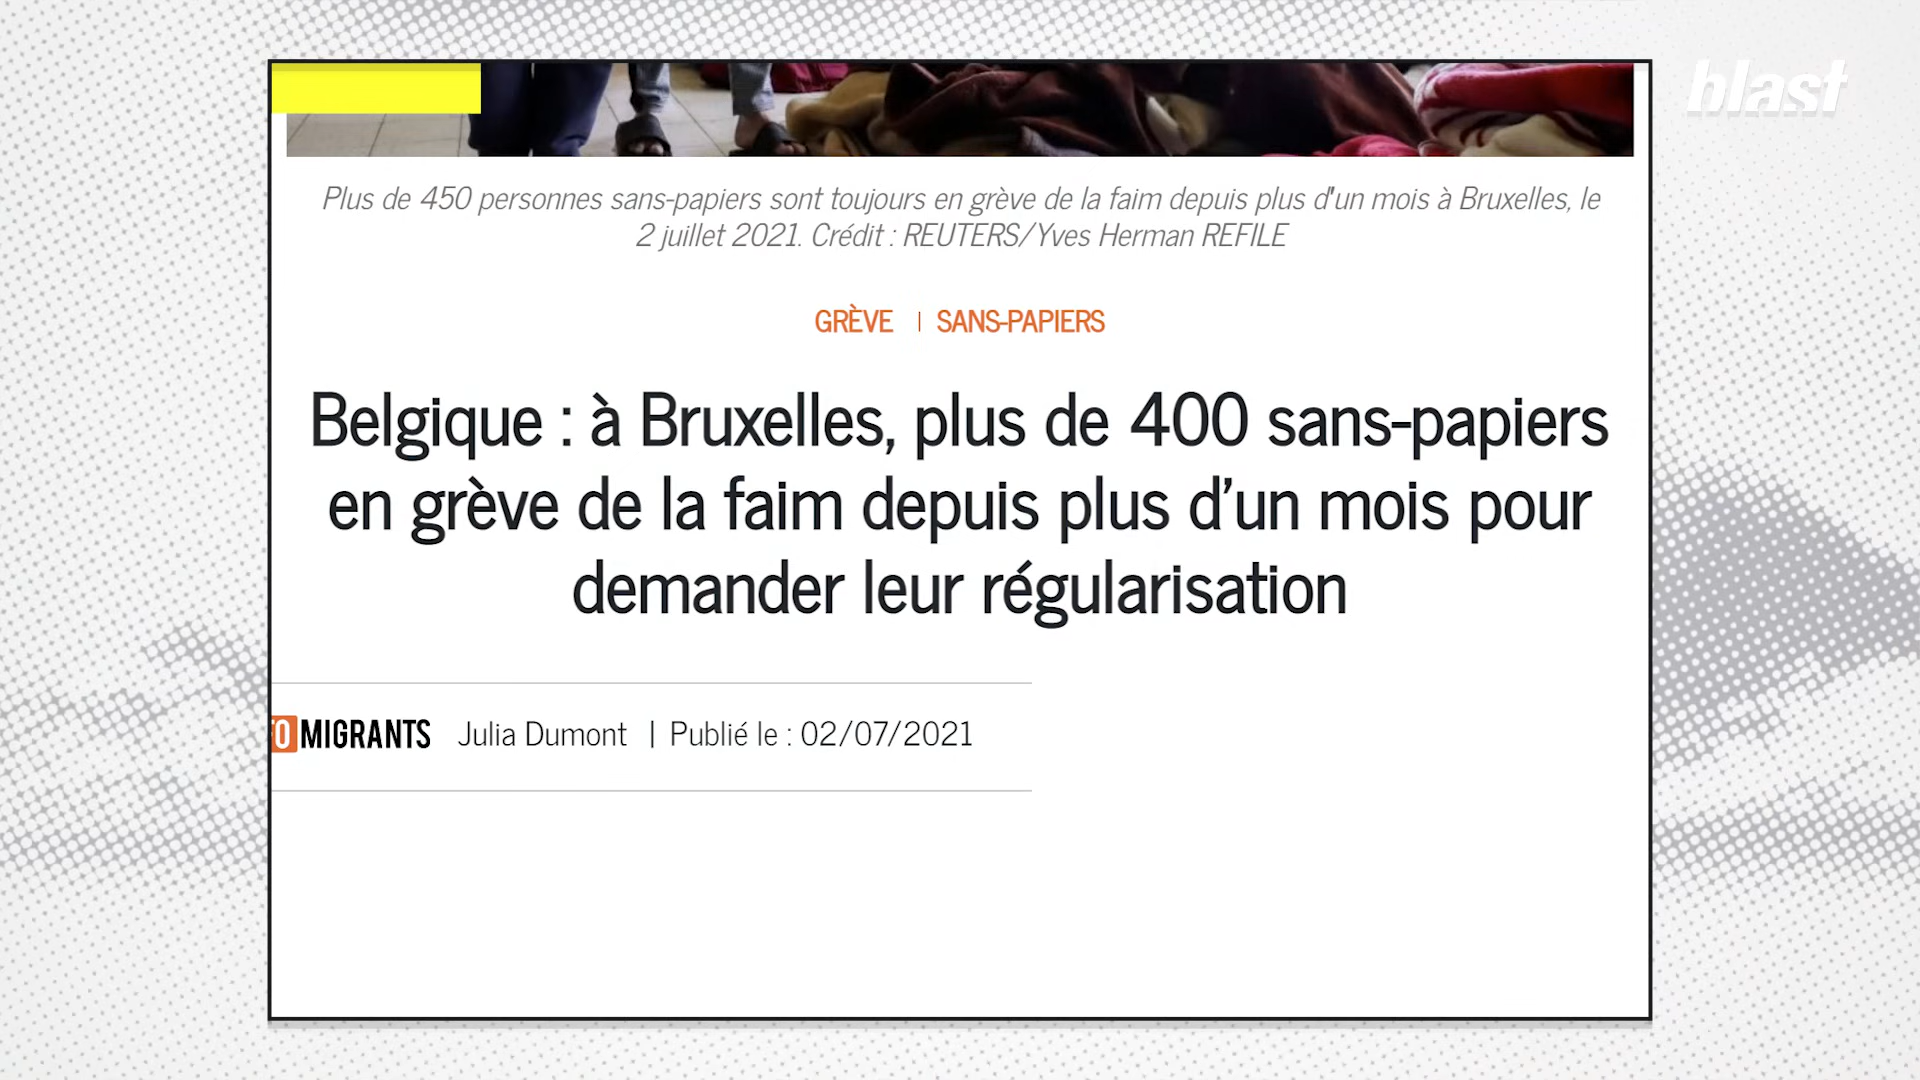 blast
Plus de 450 personnes sans-papiers sont toujours en grève de la faim depuis plus d'un mois à Bruxelles, le
2 juillet 2021. Crédit : REUTERS/Yves Herman REFILE
GRÈVE | SANS-PAPIERS
Belgique : à Bruxelles, plus de 400 sans-papiers
en grève de la faim depuis plus d’un mois pour
demander leur régularisation
O MIGRANTS Julia Dumont | Publié le : 02/07/2021